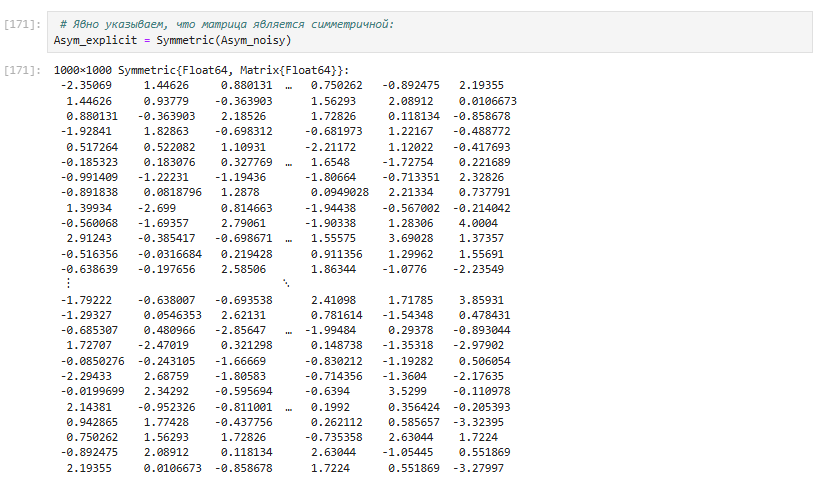 [171]: # Явно указываем, что матрица является симметричной:
Asym_explicit = Symmetric(Asym_noisy)
[171]: 1000×1000 Symmetric{Float64, Matrix{Float64}}:
-2.35069 1.44626 0.880131 … 0.750262 -0.892475 2.19355
1.44626 0.93779 -0.363903 1.56293 2.08912 0.0106673
0.880131 -0.363903 2.18526 1.72826 0.118134 -0.858678
-1.92841 1.82863 -0.698312 -0.681973 1.22167 -0.488772
0.517264 0.522082 1.10931 -2.21172 1.12022 -0.417693
-0.185323 0.183076 0.327769 … 1.6548 -1.72754 0.221689
-0.991409 -1.22231 -1.19436 -1.80664 -0.713351 2.32826
-0.891838 0.0818796 1.2878 0.0949028 2.21334 0.737791
1.39934 -2.699 0.814663 -1.94438 -0.567002 -0.214042
-0.560068 -1.69357 2.79061 -1.90338 1.28306 4.0004
2.91243 -0.385417 -0.698671 … 1.55575 3.69028 1.37357
-0.516356 -0.0316684 0.219428 0.911356 1.29962 1.55691
-0.638639 -0.197656 2.58506 1.86344 -1.0776 -2.23549
⋮ ⋱
-1.79222 -0.638007 -0.693538 2.41098 1.71785 3.85931
-1.29327 0.0546353 2.62131 0.781614 -1.54348 0.478431
-0.685307 0.480966 -2.85647 … -1.99484 0.29378 -0.893044
1.72707 -2.47019 0.321298 0.148738 -1.35318 -2.97902
-0.0850276 -0.243105 -1.66669 -0.830212 -1.19282 0.506054
-2.29433 2.68759 -1.80583 -0.714356 -1.3604 -2.17635
-0.0199699 2.34292 -0.595694 -0.6394 3.5299 -0.110978
2.14381 -0.952326 -0.811001 … 0.1992 0.356424 -0.205393
0.942865 1.77428 -0.437756 0.262112 0.585657 -3.32395
0.750262 1.56293 1.72826 -0.735358 2.63044 1.7224
-0.892475 2.08912 0.118134 2.63044 -1.05445 0.551869
2.19355 0.0106673 -0.858678 1.7224 0.551869 -3.27997